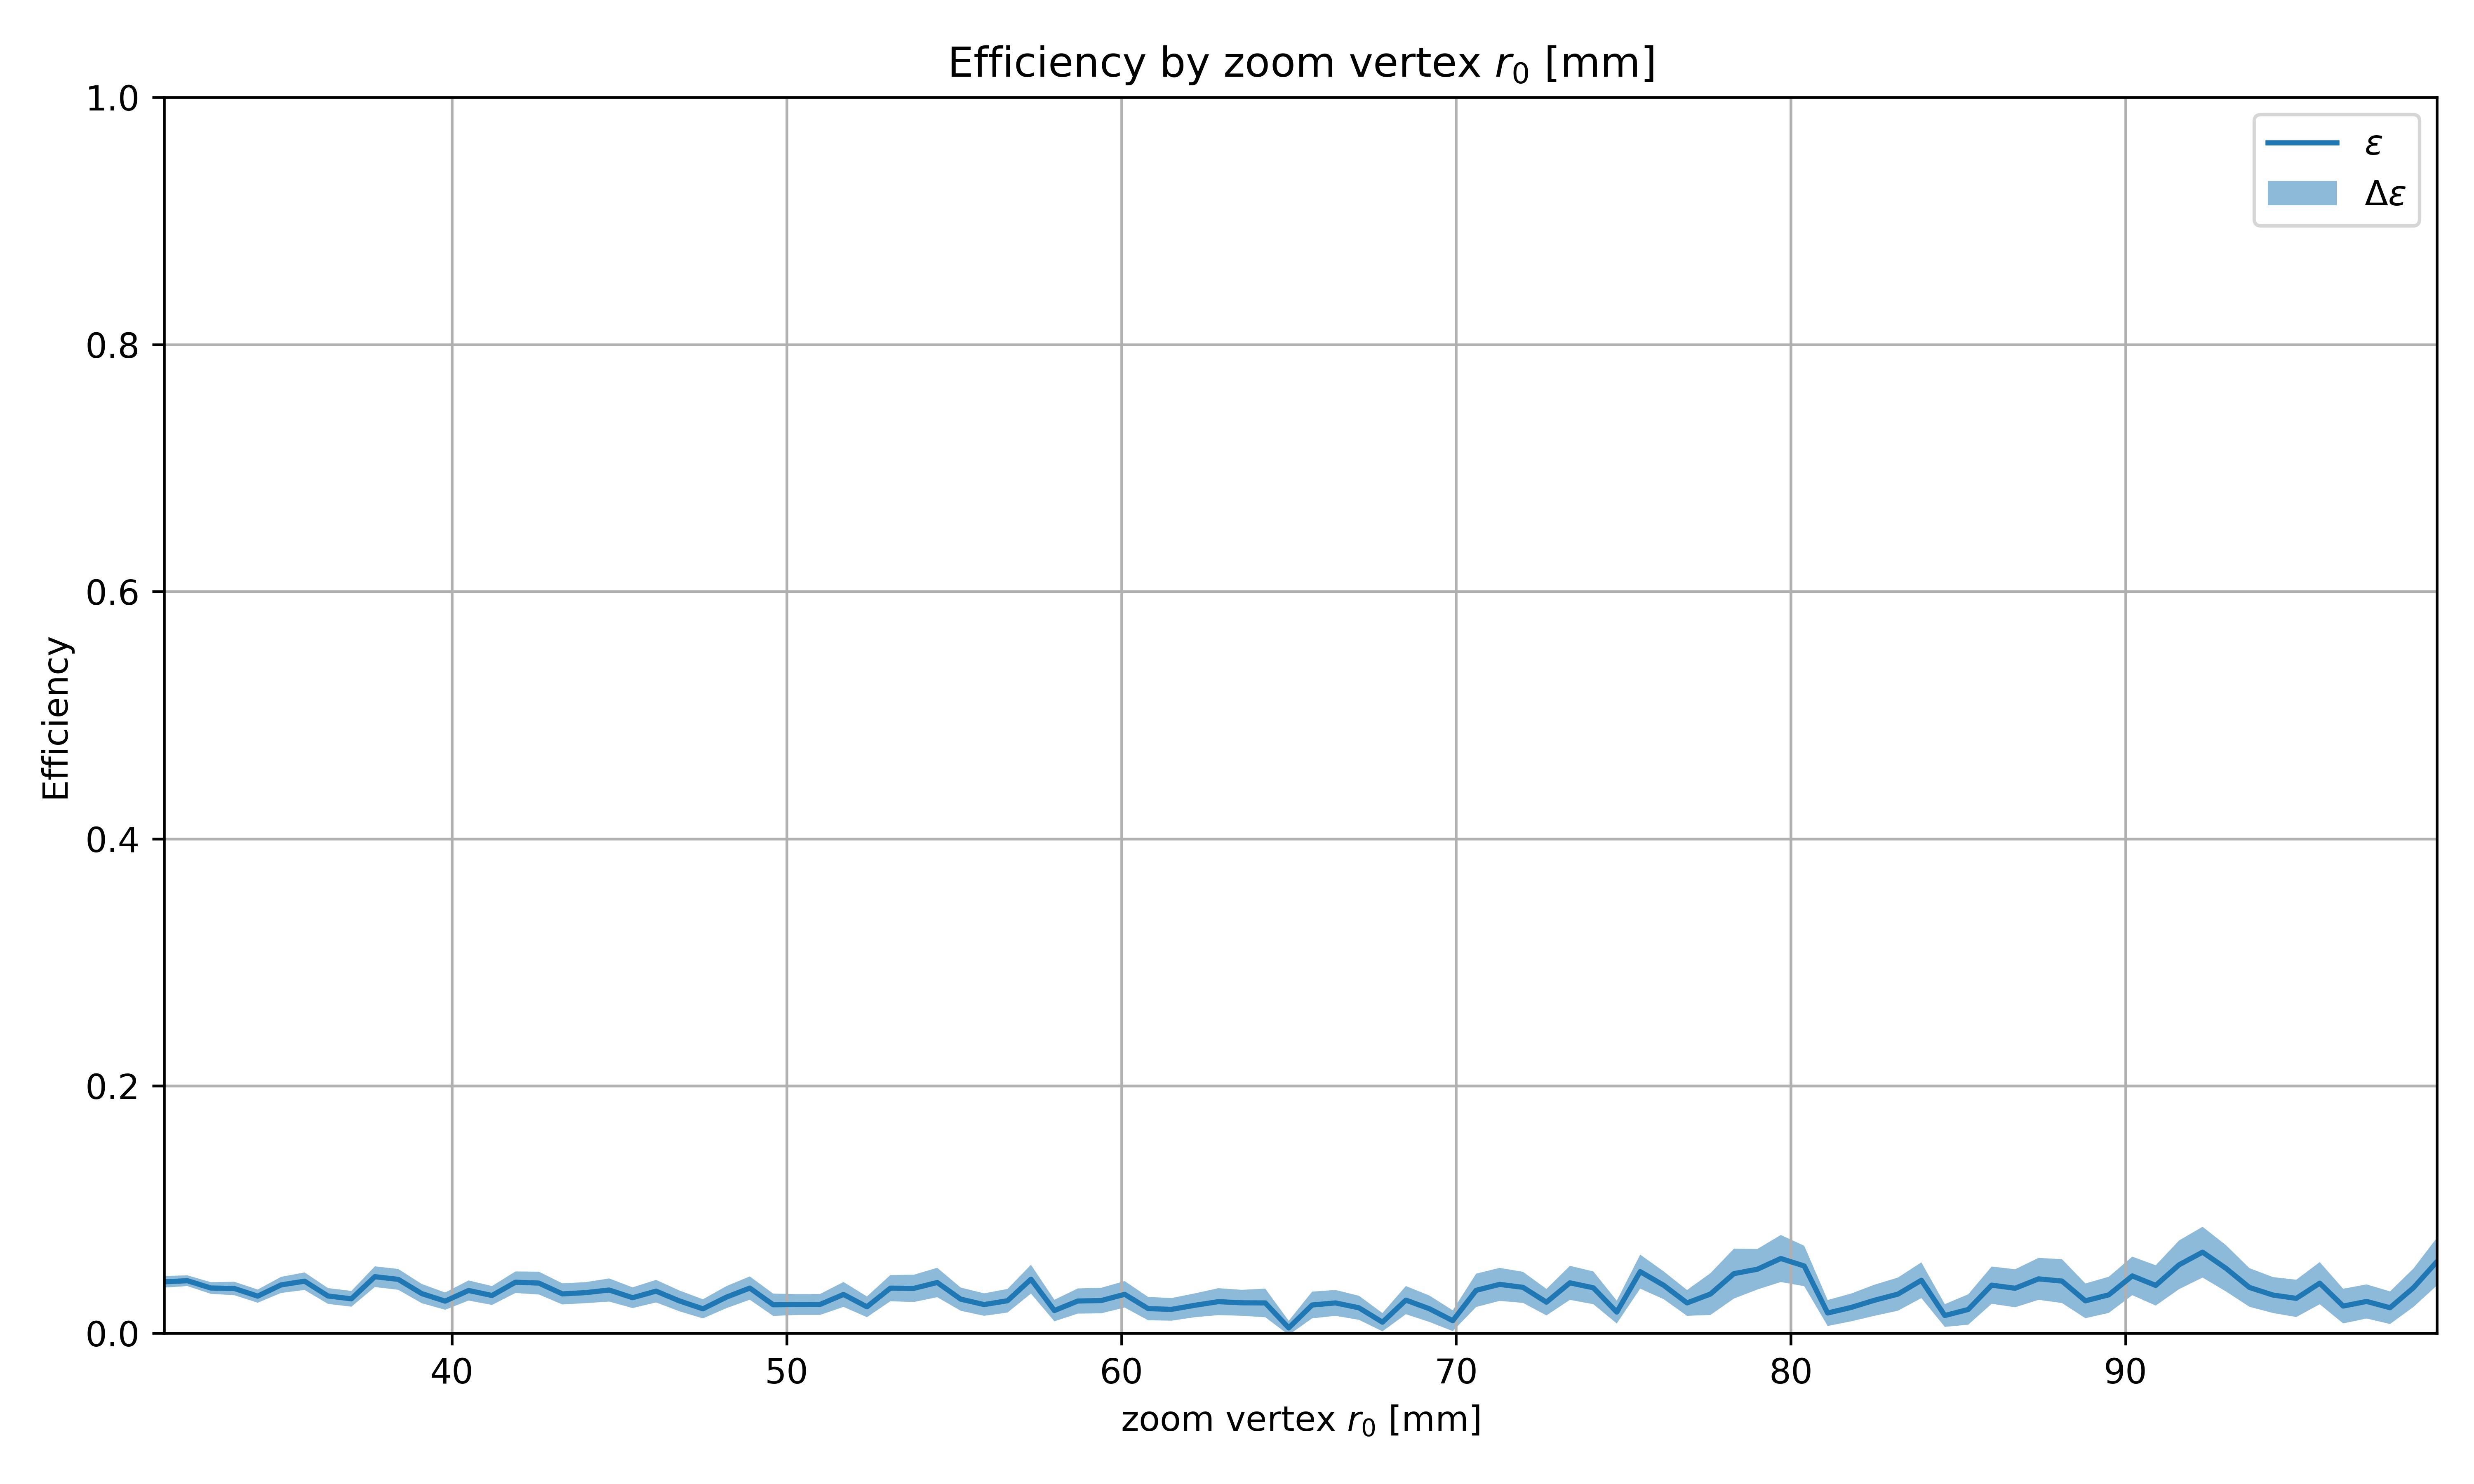 Efficiency by zoom vertex r₀ [mm]
1.0
0.8
0.6
0.4
0.2
0.0
Efficiency
ε
Δε
40 50 60 70 80 90
zoom vertex r₀ [mm]